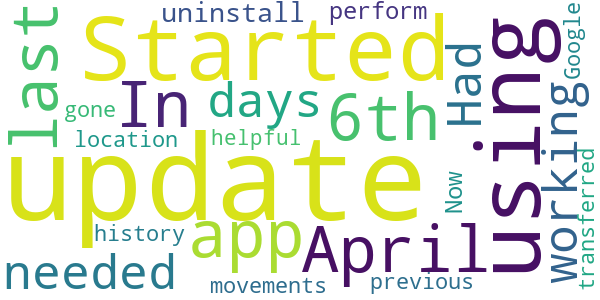 uninstall perform
last Started Had using Google
gone In days 6th working
location helpful
update Now transferred
history app April
needed movements previous